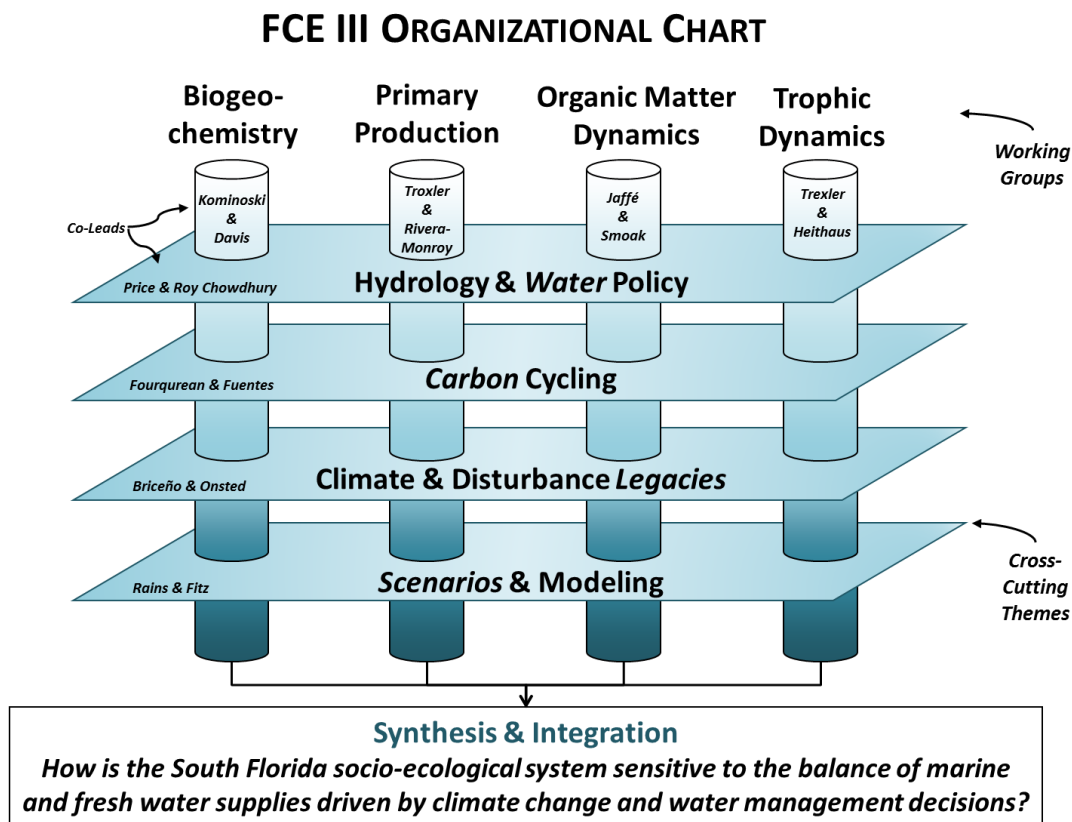 FCE III ORGANIZATIONAL CHART
Biogeo-
chemistry
Primary
Production
Organic Matter
Dynamics
Trophic
Dynamics
Working
Groups
Kominoski
&
Davis
Troxler
&
Rivera-
Monroy
Jaffé
&
Smoak
Trexler
&
Heithaus
Co-Leads
Price & Roy Chowdhury
Hydrology & Water Policy
Fourqurean & Fuentes
Carbon Cycling
Briceño & Onsted
Climate & Disturbance Legacies
Rains & Fitz
Scenarios & Modeling
Cross-
Cutting
Themes
Synthesis & Integration
How is the South Florida socio-ecological system sensitive to the balance of marine
and fresh water supplies driven by climate change and water management decisions?